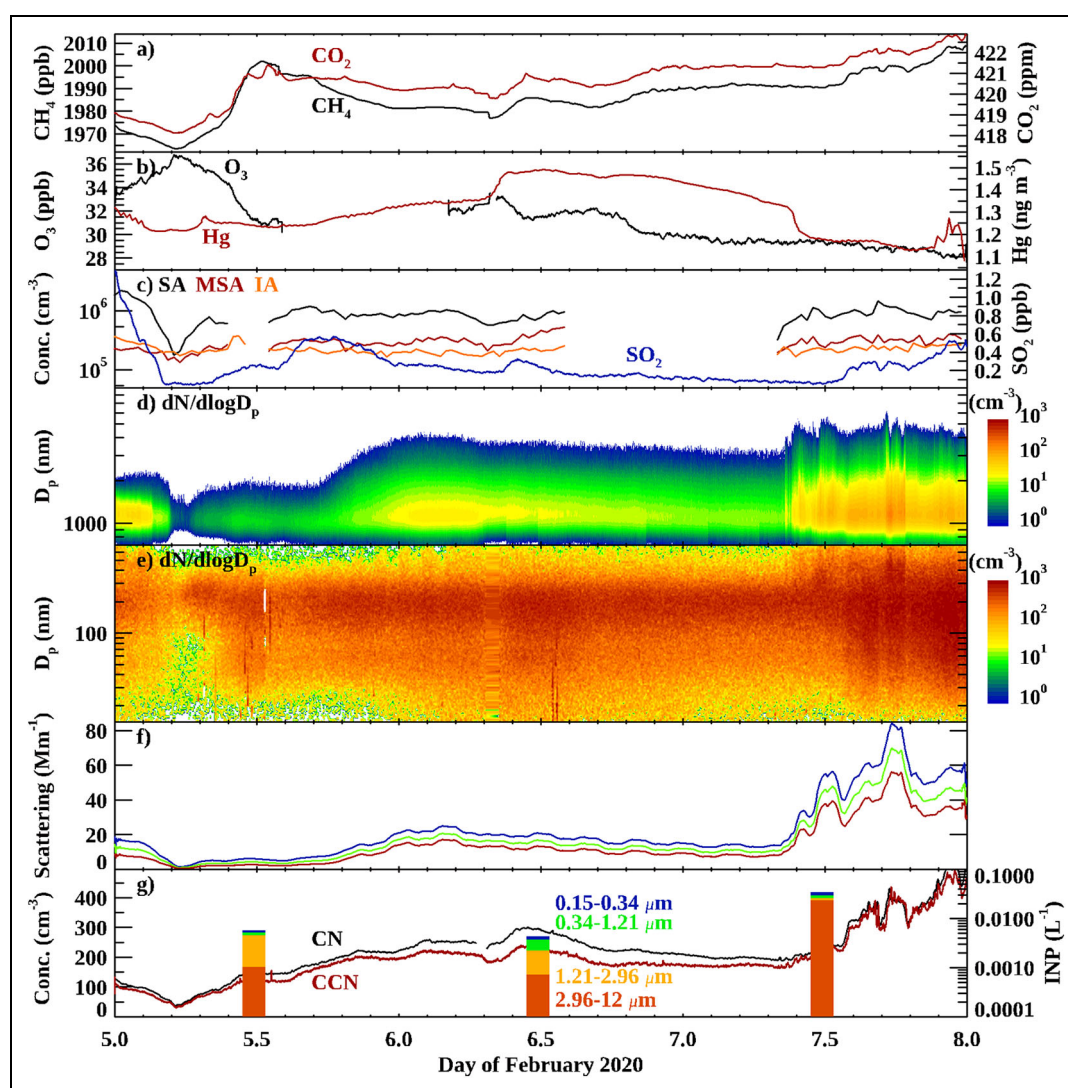 a)
CO2
CH4
CH4 (ppb)
2010
2000
1990
1980
1970
CO2 (ppm)
422
421
420
419
418
b)
O3
Hg
O3 (ppb)
36
34
32
30
28
Hg (ng m-3)
1.5
1.4
1.3
1.2
1.1
c) SA MSA IA
SO2
Conc. (cm-3)
10^6
10^5
SO2 (ppb)
1.0
0.8
0.6
0.4
0.2
d) dN/dlogDp
Dp (nm)
1000
(cm-3)
10^3
10^2
10^1
10^0
e) dN/dlogDp
Dp (nm)
100
(cm-3)
10^3
10^2
10^1
10^0
f)
Scattering (Mm-1)
80
60
40
20
0
g)
CN
CCN
0.15-0.34 μm
0.34-1.21 μm
1.21-2.96 μm
2.96-12 μm
Conc. (cm-3)
400
300
200
100
0
INP (L-1)
0.1000
0.0100
0.0010
0.0001
5.0 5.5 6.0 6.5 7.0 7.5 8.0
Day of February 2020